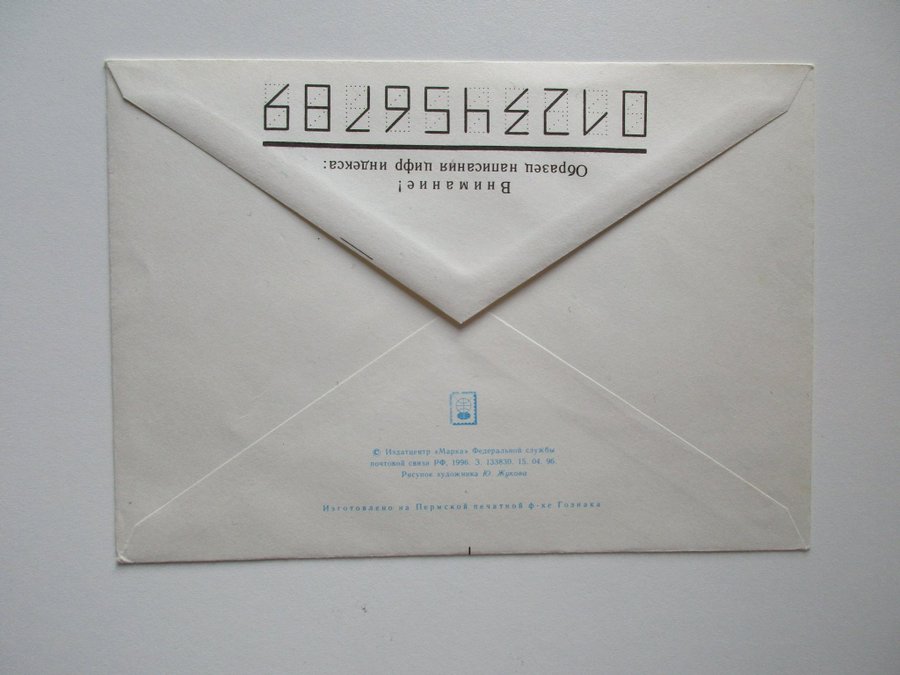 Внимание!
Образец написания цифр индекса:
0123456789
© Издатцентр «Марка» Федеральной службы
почтовой связи РФ, 1996. З. 133830. 15. 04. 96.
Рисунок художника Ю. Жукова
Изготовлено на Пермской печатной ф-ке Гознака